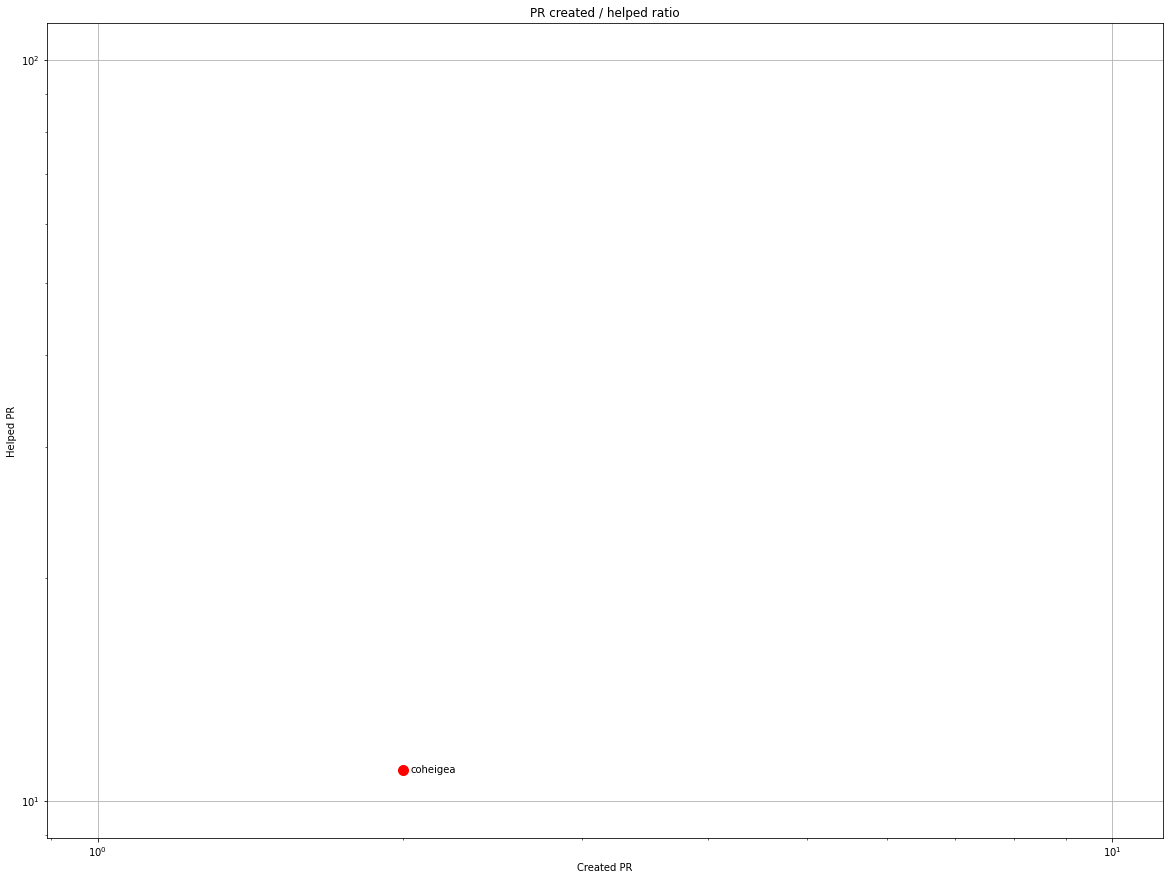 PR created / helped ratio
10²
Helped PR
coheigea
10¹
10⁰
10¹
Created PR